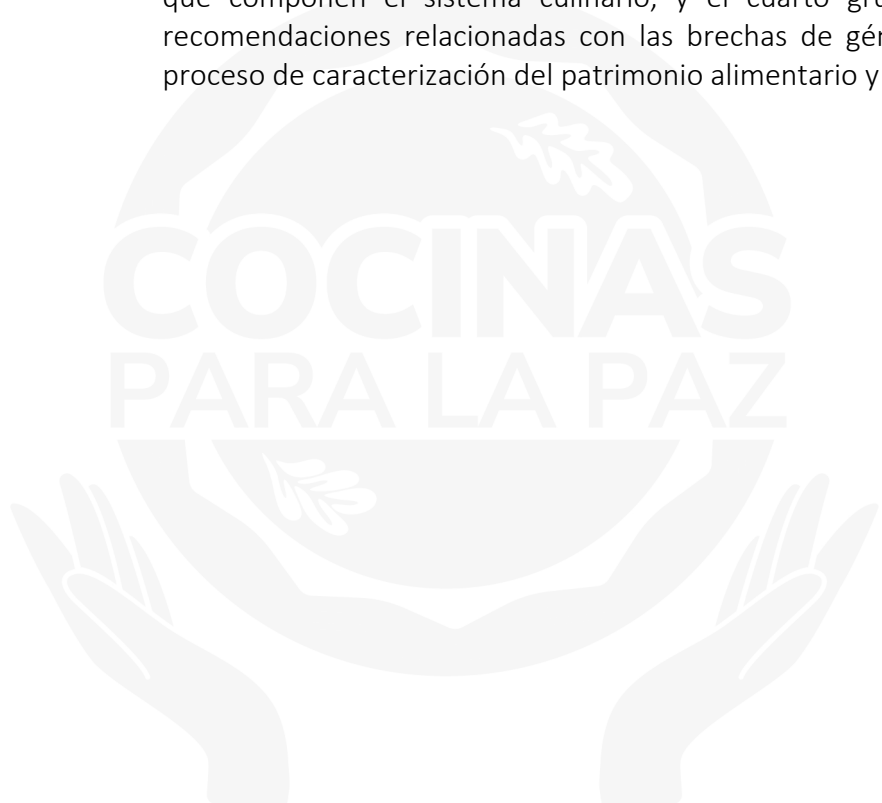 que componen el sistema culinario, y el cuarto
recomendaciones relacionadas con las brechas de
proceso de caracterización del patrimonio alimentario y
COCINAS
PARA LA PAZ